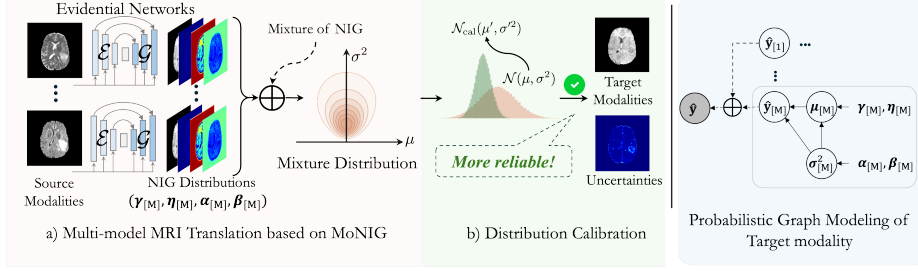 Evidential Networks
Mixture of NIG
ℰ
𝒢
ℰ
𝒢
Source
Modalities
NIG Distributions
(γ[M], η[M], α[M], β[M])
σ²
μ
Mixture Distribution
a) Multi-model MRI Translation based on MoNIG
𝒩cal(μ′, σ′²)
𝒩(μ, σ²)
More reliable!
Target
Modalities
Uncertainties
b) Distribution Calibration
ŷ[1]
ŷ
ŷ[M]
μ[M]
γ[M], η[M]
σ²[M]
α[M], β[M]
Probabilistic Graph Modeling of
Target modality